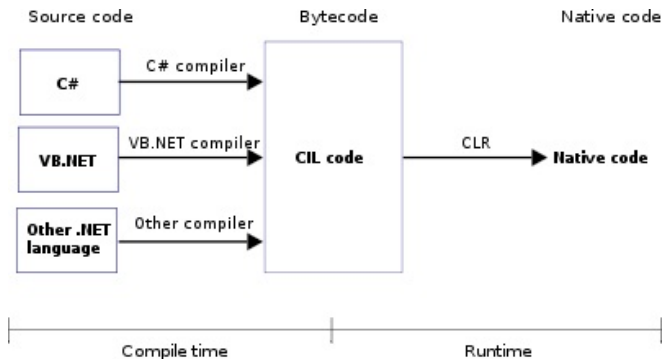 Source code Bytecode Native code
C# compiler
C#
VB.NET compiler
VB.NET CIL code CLR Native code
Other compiler
Other .NET
language
Compile time Runtime